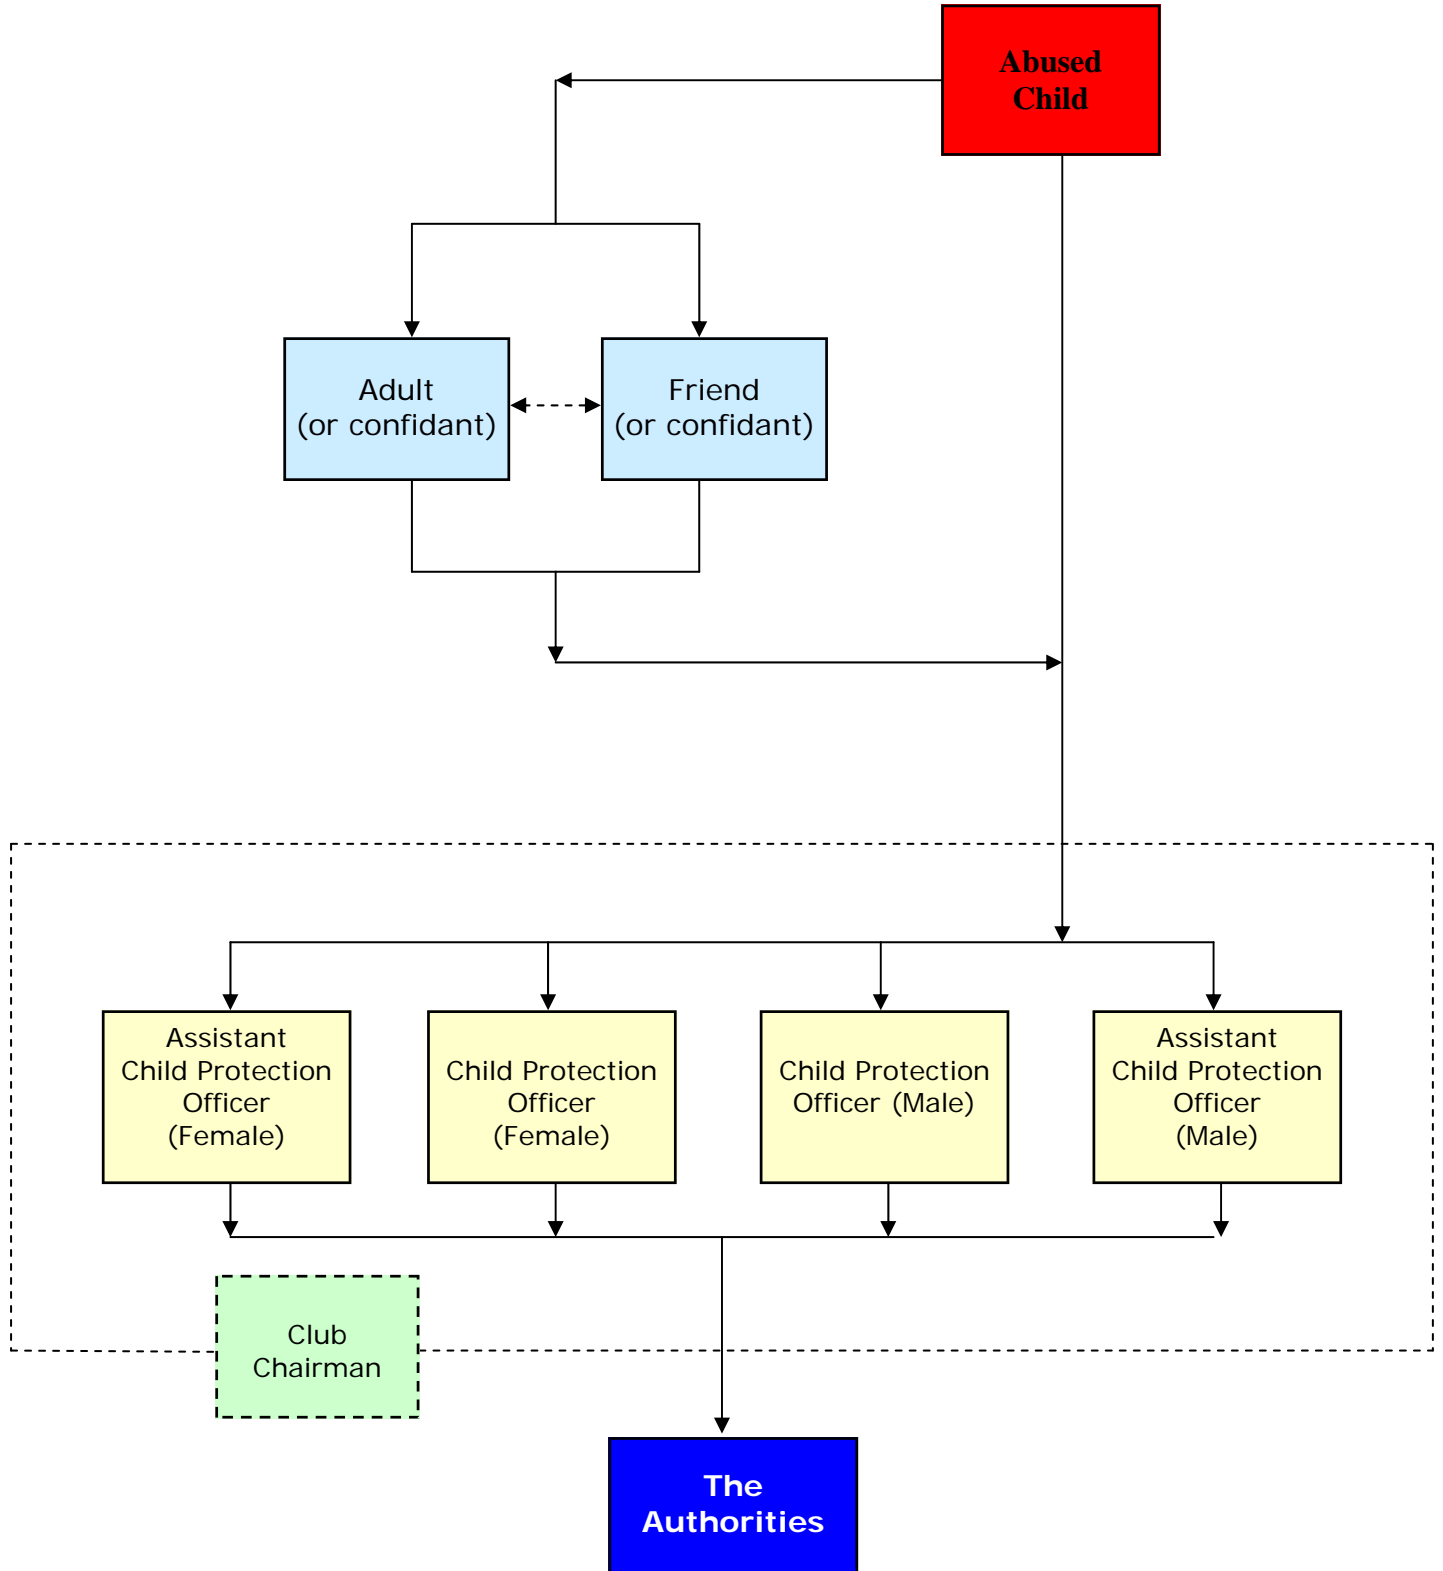 Abused
Child
Adult
(or confidant)
Friend
(or confidant)
Assistant
Child Protection
Officer
(Female)
Child Protection
Officer
(Female)
Child Protection
Officer (Male)
Assistant
Child Protection
Officer
(Male)
Club
Chairman
The
Authorities